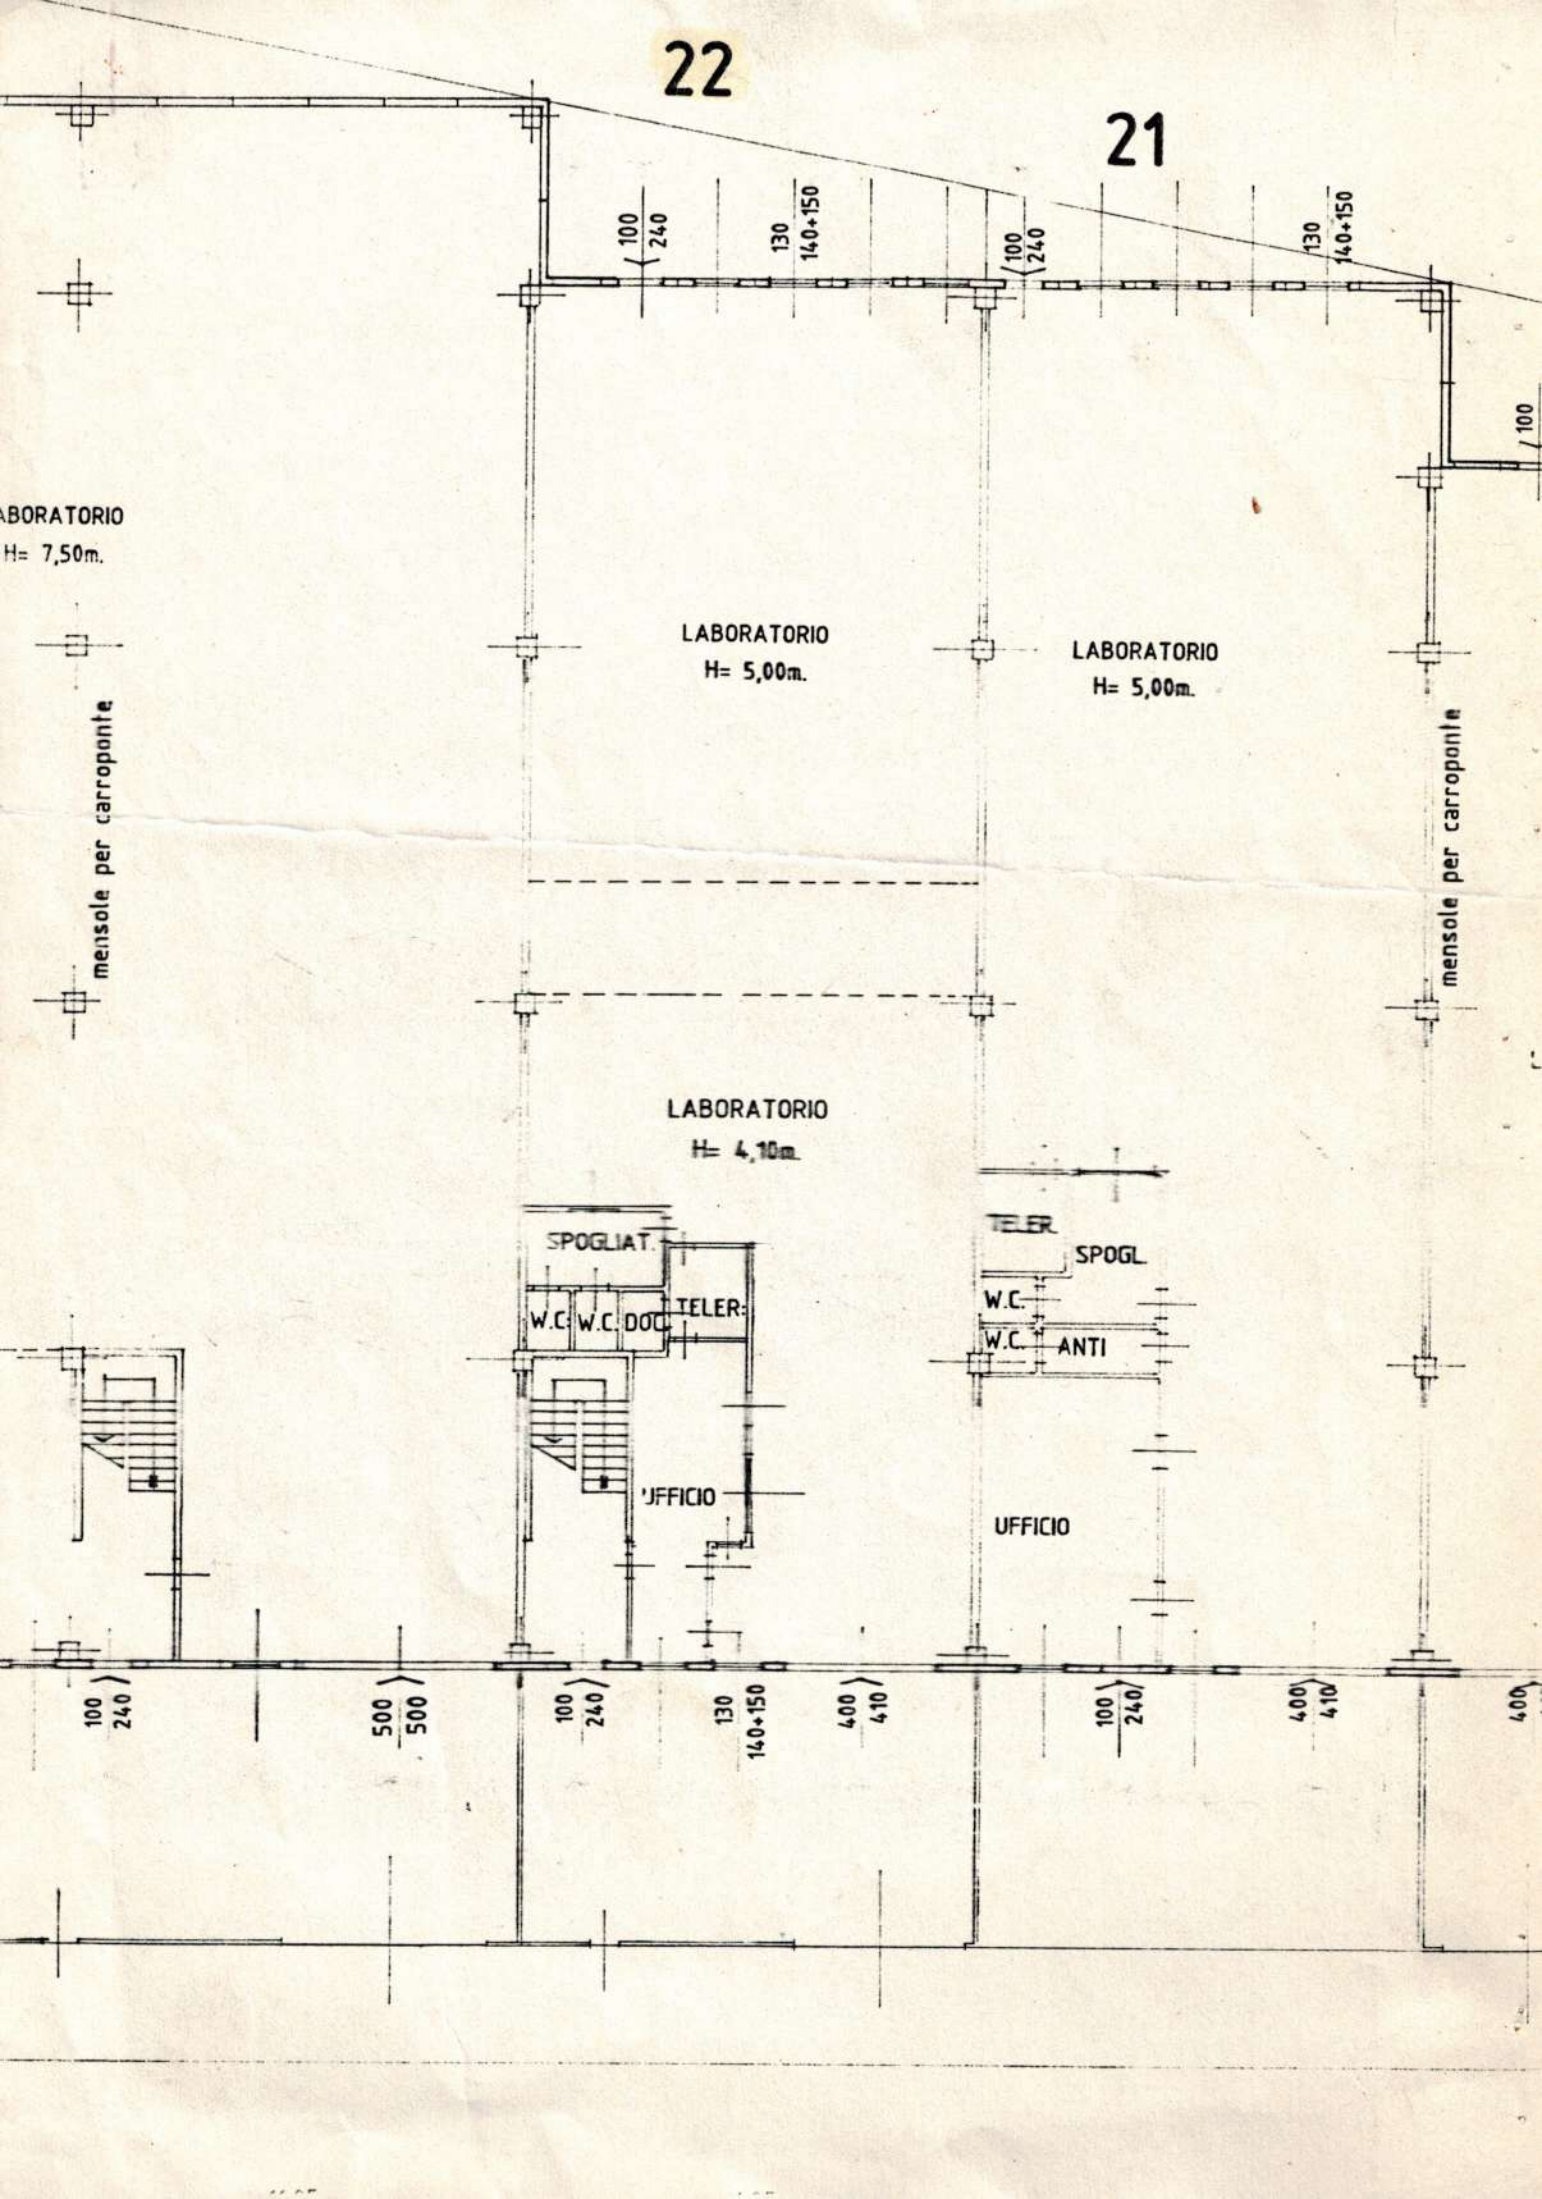 22
21
100
240
130
140+150
100
240
130
140+150
100
LABORATORIO
H= 7,50m.
LABORATORIO
H= 5,00m.
LABORATORIO
H= 5,00m.
mensole per carroponte
mensole per carroponte
LABORATORIO
H= 4,10m.
SPOGLIAT.
TELER.
W.C.
W.C.
DOC.
TELER.
SPOGL.
W.C.
W.C.
ANTI
UFFICIO
UFFICIO
100
240
500
500
100
240
130
140+150
400
410
100
240
400
410
400